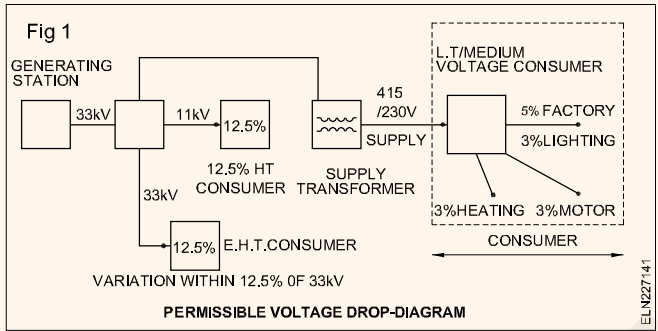 Fig 1
GENERATING
STATION
33kV
11kV
12.5%
12.5% HT
CONSUMER
33kV
12.5%
E.H.T.CONSUMER
VARIATION WITHIN 12.5% 0F 33kV
SUPPLY
TRANSFORMER
415
/230V
SUPPLY
L.T/MEDIUM
VOLTAGE CONSUMER
5% FACTORY
3%LIGHTING
3%HEATING
3%MOTOR
CONSUMER
PERMISSIBLE VOLTAGE DROP-DIAGRAM
ELN227141